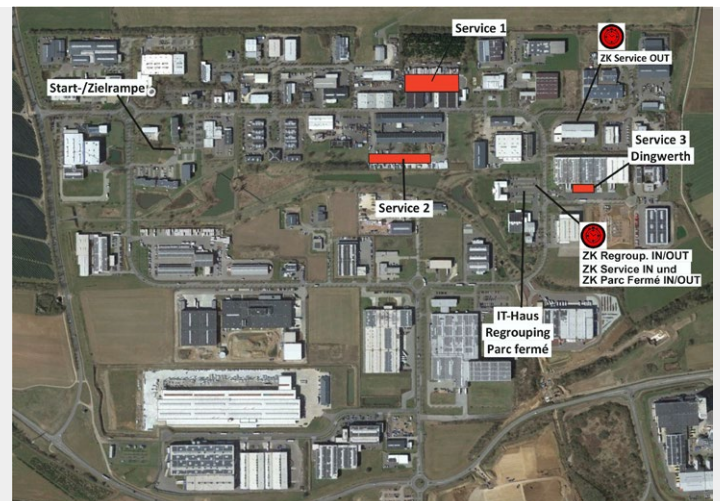 Service 1
ZK Service OUT
Start-/Zielrampe
Service 3
Dingwerth
Service 2
ZK Regroup. IN/OUT
ZK Service IN und
ZK Parc Fermé IN/OUT
IT-Haus
Regrouping
Parc fermé